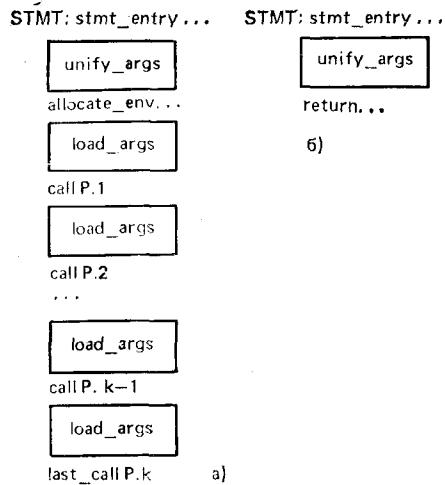 STMT: stmt_entry ...
unify_args
allocate_env...
load_args
call P.1
load_args
call P.2
...
load_args
call P. k–1
load_args
last_call P.k
а)
STMT: stmt_entry ...
unify_args
return...
б)